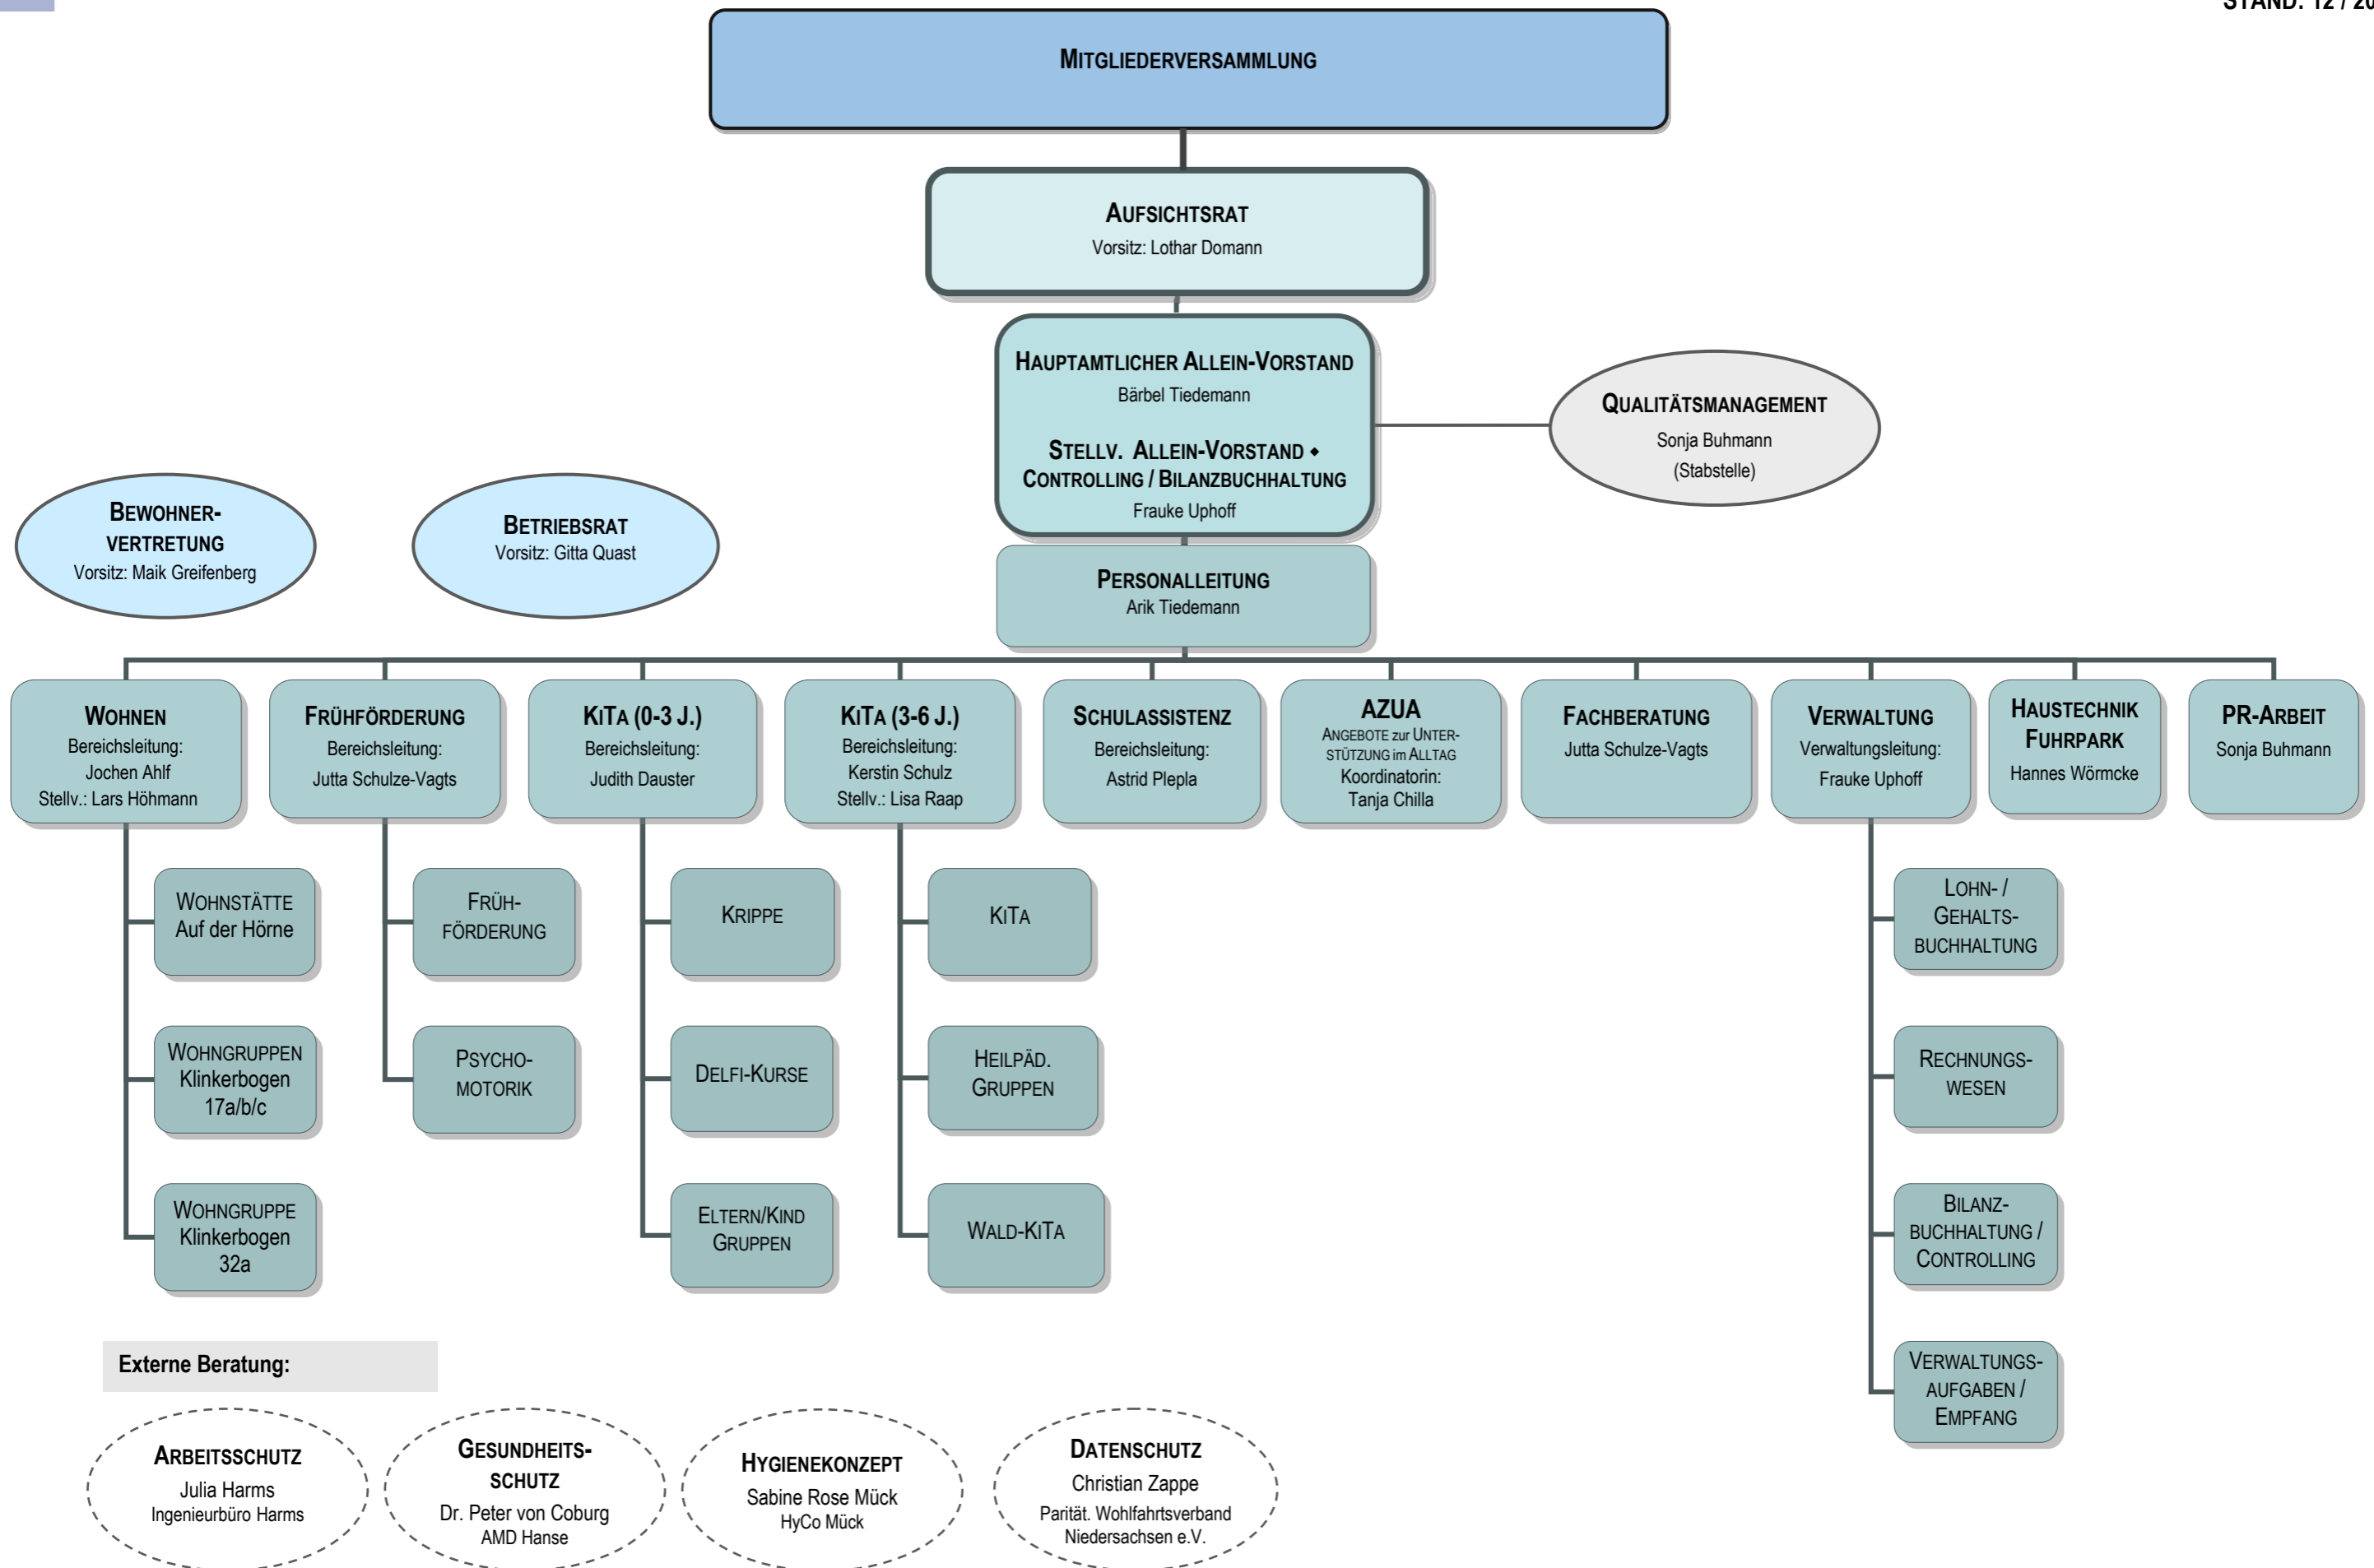 STAND: 12 / 20
MITGLIEDERVERSAMMLUNG
AUFSICHTSRAT
Vorsitz: Lothar Domann
HAUPTAMTLICHER ALLEIN-VORSTAND
Bärbel Tiedemann
STELLV. ALLEIN-VORSTAND ◆
CONTROLLING / BILANZBUCHHALTUNG
Frauke Uphoff
QUALITÄTSMANAGEMENT
Sonja Buhmann
(Stabstelle)
BEWOHNER-
VERTRETUNG
Vorsitz: Maik Greifenberg
BETRIEBSRAT
Vorsitz: Gitta Quast
PERSONALLEITUNG
Arik Tiedemann
WOHNEN
Bereichsleitung:
Jochen Ahlf
Stellv.: Lars Höhmann
FRÜHFÖRDERUNG
Bereichsleitung:
Jutta Schulze-Vagts
KITA (0-3 J.)
Bereichsleitung:
Judith Dauster
KITA (3-6 J.)
Bereichsleitung:
Kerstin Schulz
Stellv.: Lisa Raap
SCHULASSISTENZ
Bereichsleitung:
Astrid Plepla
AZUA
ANGEBOTE zur UNTER-
STÜTZUNG im ALLTAG
Koordinatorin:
Tanja Chilla
FACHBERATUNG
Jutta Schulze-Vagts
VERWALTUNG
Verwaltungsleitung:
Frauke Uphoff
HAUSTECHNIK
FUHRPARK
Hannes Wörmcke
PR-ARBEIT
Sonja Buhmann
WOHNSTÄTTE
Auf der Hörne
WOHNGRUPPEN
Klinkerbogen
17a/b/c
WOHNGRUPPE
Klinkerbogen
32a
FRÜH-
FÖRDERUNG
PSYCHO-
MOTORIK
KRIPPE
DELFI-KURSE
ELTERN/KIND
GRUPPEN
KITA
HEILPÄD.
GRUPPEN
WALD-KITA
LOHN- /
GEHALTS-
BUCHHALTUNG
RECHNUNGS-
WESEN
BILANZ-
BUCHHALTUNG /
CONTROLLING
VERWALTUNGS-
AUFGABEN /
EMPFANG
Externe Beratung:
ARBEITSSCHUTZ
Julia Harms
Ingenieurbüro Harms
GESUNDHEITS-
SCHUTZ
Dr. Peter von Coburg
AMD Hanse
HYGIENEKONZEPT
Sabine Rose Mück
HyCo Mück
DATENSCHUTZ
Christian Zappe
Parität. Wohlfahrtsverband
Niedersachsen e.V.